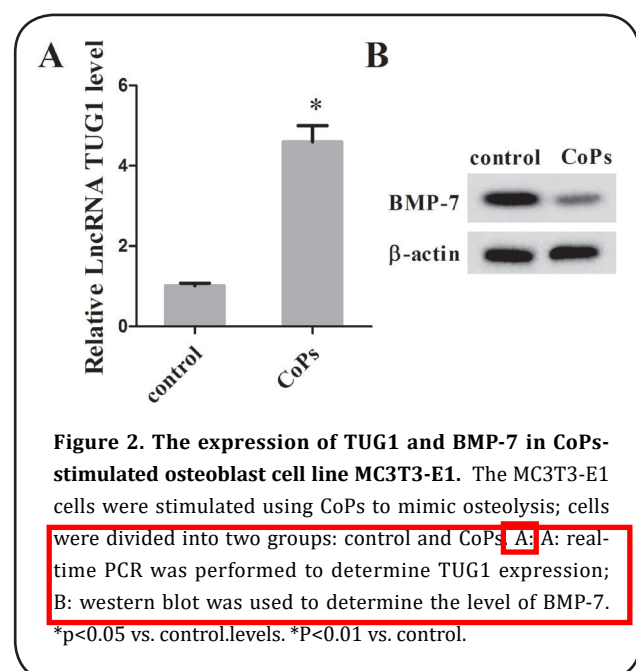 A
B
Relative LncRNA TUG1 level
6
4
2
0
*
control
CoPs
control CoPs
BMP-7
β-actin
Figure 2. The expression of TUG1 and BMP-7 in CoPs-
stimulated osteoblast cell line MC3T3-E1. The MC3T3-E1
cells were stimulated using CoPs to mimic osteolysis; cells
were divided into two groups: control and CoPs. A: A: real-
time PCR was performed to determine TUG1 expression;
B: western blot was used to determine the level of BMP-7.
*p<0.05 vs. control.levels. *P<0.01 vs. control.